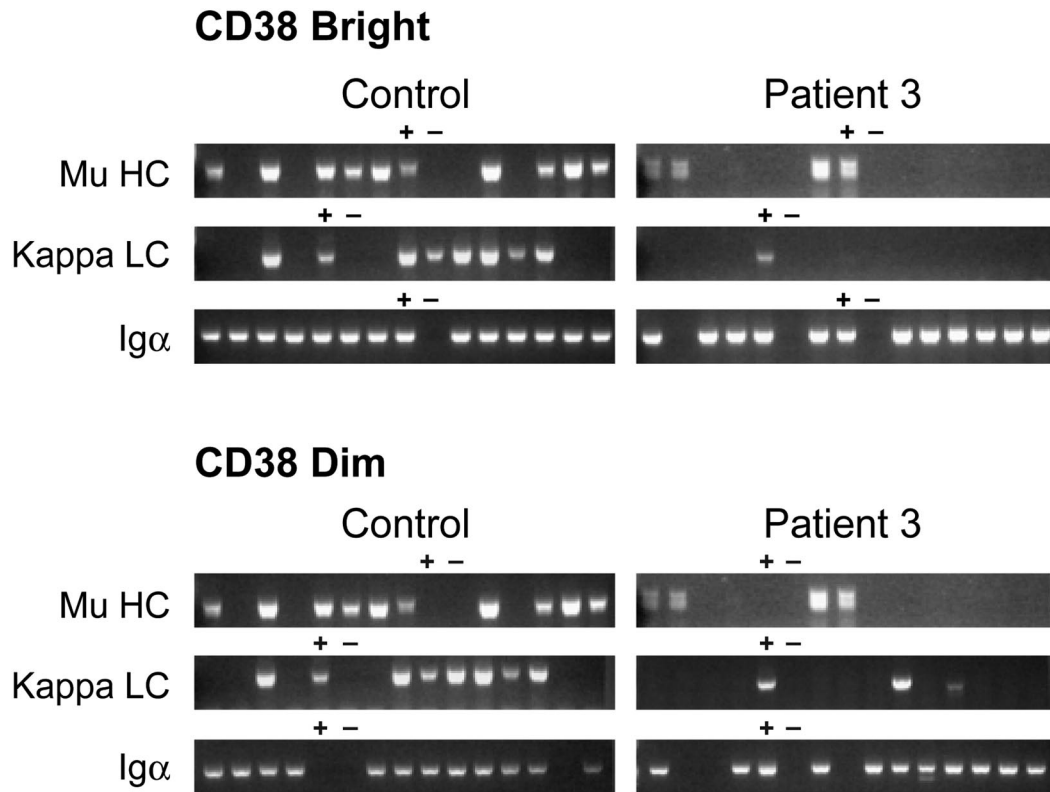 CD38 Bright
Control Patient 3
+ − + −
Mu HC
+ − + −
Kappa LC
+ − + −
Igα
CD38 Dim
Control Patient 3
+ − + −
Mu HC
+ − + −
Kappa LC
+ − + −
Igα